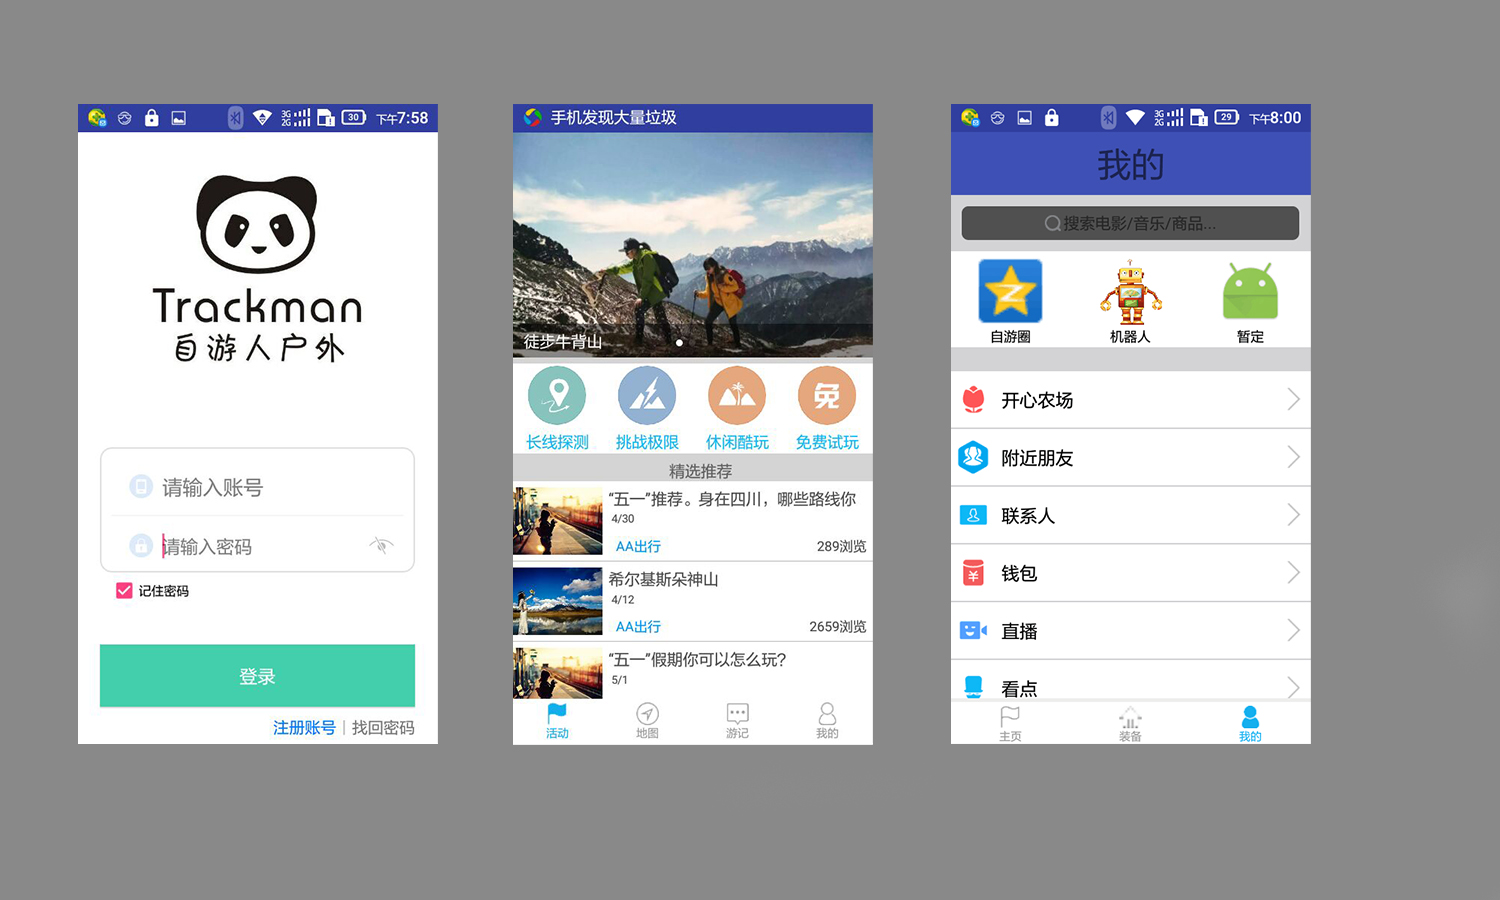 3G
2G
30
下午7:58
Trackman
自游人户外
请输入账号
请输入密码
记住密码
登录
注册账号|找回密码
手机发现大量垃圾
徒步牛背山
免
长线探测
挑战极限
休闲酷玩
免费试玩
精选推荐
“五一”推荐。身在四川，哪些路线你
4/30
AA出行
289浏览
希尔基斯朵神山
4/12
AA出行
2659浏览
“五一”假期你可以怎么玩?
5/1
活动
地图
游记
我的
3G
2G
29
下午8:00
我的
搜索电影/音乐/商品...
自游圈
机器人
暂定
开心农场
附近朋友
联系人
钱包
直播
看点
主页
装备
我的